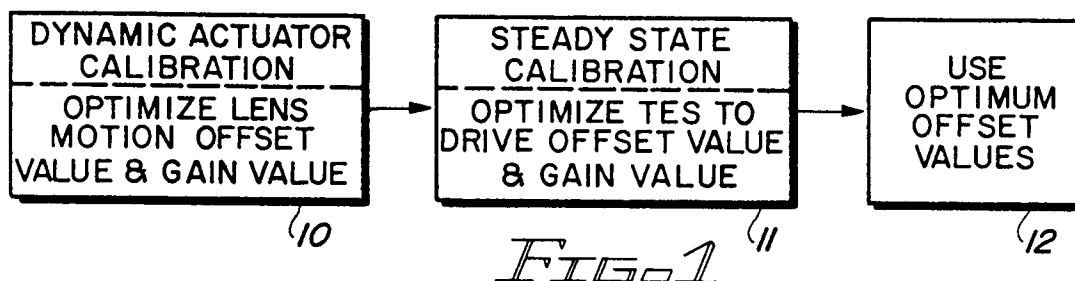 DYNAMIC ACTUATOR
CALIBRATION
OPTIMIZE LENS
MOTION OFFSET
VALUE & GAIN VALUE
10
STEADY STATE
CALIBRATION
OPTIMIZE TES TO
DRIVE OFFSET VALUE
& GAIN VALUE
11
USE
OPTIMUM
OFFSET
VALUES
12
FIG-1